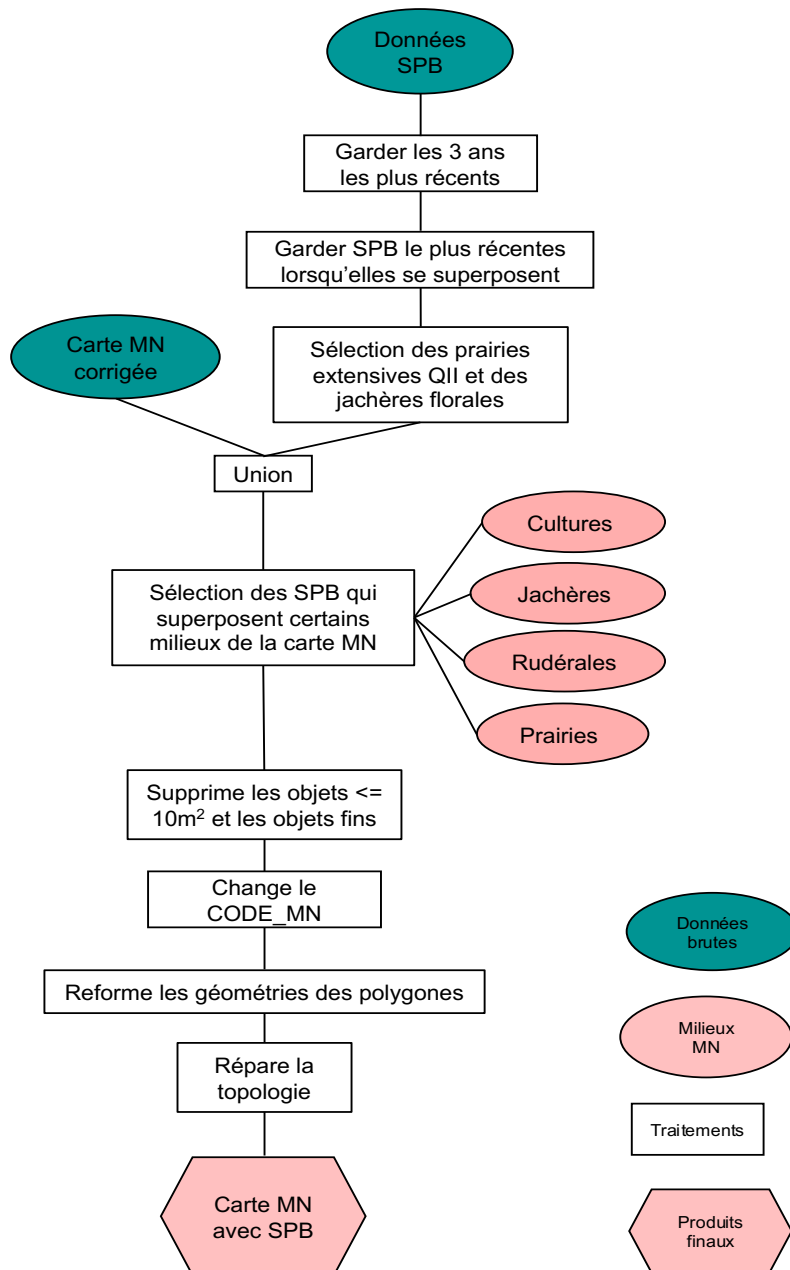 Données
SPB
Garder les 3 ans
les plus récents
Garder SPB le plus récentes
lorsqu'elles se superposent
Carte MN
corrigée
Sélection des prairies
extensives QII et des
jachères florales
Union
Cultures
Jachères
Rudérales
Prairies
Sélection des SPB qui
superposent certains
milieux de la carte MN
Supprime les objets <=
10m² et les objets fins
Change le
CODE_MN
Reforme les géométries des polygones
Répare la
topologie
Carte MN
avec SPB
Données
brutes
Milieux
MN
Traitements
Produits
finaux